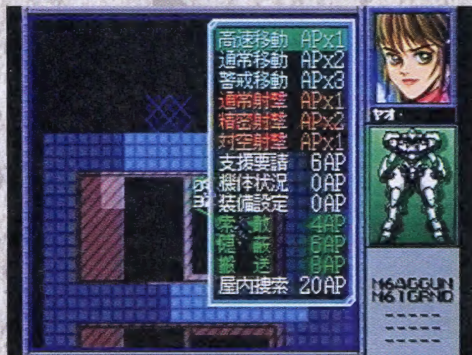 高速移動 APx1
通常移動 APx2
警戒移動 APx3
通常射撃 APx1
精密射撃 APx2
対空射撃 APx1
支援要請 6AP
機体状況 0AP
装備設定 0AP
索 敵 4AP
隠 蔽 6AP
搬 送 8AP
屋内捜索 20AP
ヤオ
M6AGGUN
M61GRND
-----
-----
-----